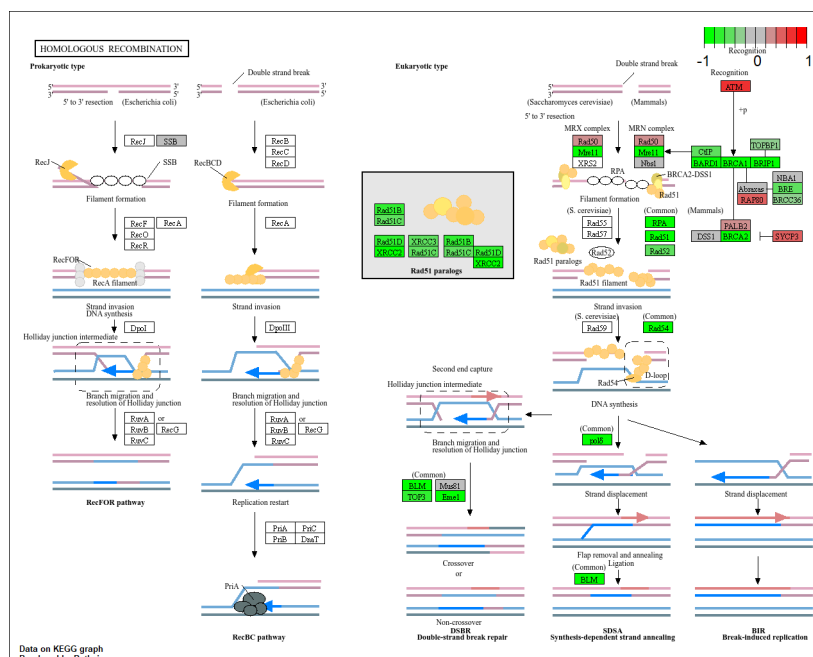 HOMOLOGOUS RECOMBINATION
-1 0 1
Prokaryotic type
Eukaryotic type
Recognition
Recognition
5' 3'
3' 5'
5' to 3' resection
(Escherichia coli)
RecJ SSB
RecJ
SSB
Filament formation
RecF RecA
RecO
RecR
RecFOR
RecA filament
Strand invasion
DNA synthesis
DpoI
Holliday junction intermediate
Branch migration and
resolution of Holliday junction
RuvA or
RuvB RecG
RuvC
RecFOR pathway
Double strand break
5' 3'
3' 5'
(Escherichia coli)
RecB
RecC
RecD
RecBCD
Filament formation
RecA
Strand invasion
DpoIII
Branch migration and
resolution of Holliday junction
RuvA or
RuvB RecG
RuvC
Replication restart
PriA PriC
PriB DnaT
PriA
RecBC pathway
Rad51B
Rad51C
Rad51D XRCC3 Rad51B
XRCC2 Rad51C Rad51C Rad51D
XRCC2
Rad51 paralogs
Double strand break
5' 3'
3' 5'
(Saccharomyces cerevisiae) (Mammals)
5' to 3' resection
MRX complex MRN complex
Rad50 Rad50
Mre11 Mre11
XRS2 Nbs1
ATM
+p
CtIP
TOPBP1
BARD1 BRCA1 BRIP1
NBA1
Abraxas BRE
RAP80 BRCC36
RPA
BRCA2-DSS1
Rad51
Filament formation
(S. cerevisiae) (Common) (Mammals)
Rad55 RPA PALB2
Rad57 Rad51 DSS1 BRCA2 SYCP3
Rad52 Rad52
Rad51 paralogs
Rad51 filament
Strand invasion
(S. cerevisiae) (Common)
Rad59 Rad54
Rad54
D-loop
DNA synthesis
Second end capture
Holliday junction intermediate
Branch migration and
resolution of Holliday junction
(Common)
BLM Mus81
TOP3 Eme1
Crossover
or
Non-crossover
DSBR
Double-strand break repair
(Common)
polδ
Strand displacement
Flap removal and annealing
Ligation
(Common)
BLM
SDSA
Synthesis-dependent strand annealing
Strand displacement
BIR
Break-induced replication
Data on KEGG graph